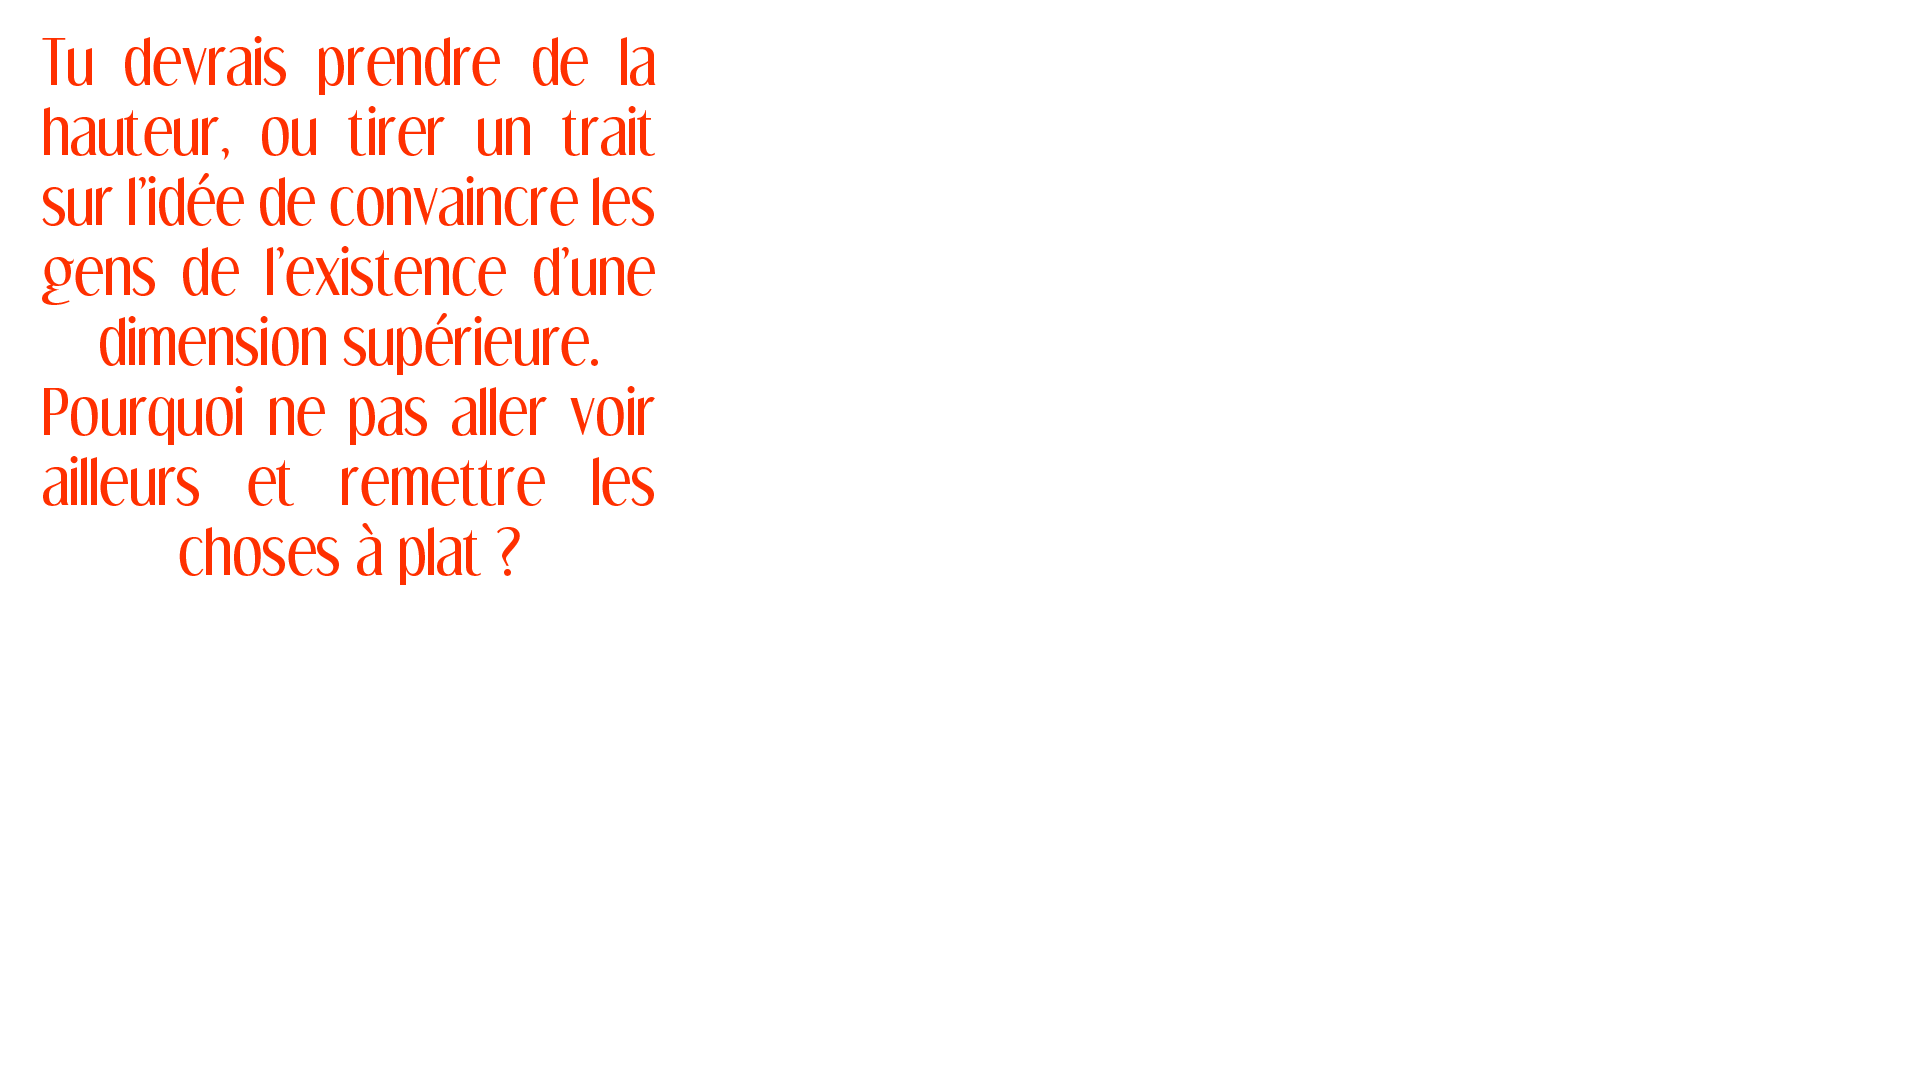 Tu devrais prendre de la
hauteur, ou tirer un trait
sur l'idée de convaincre les
gens de l'existence d'une
dimension supérieure.
Pourquoi ne pas aller voir
ailleurs et remettre les
choses à plat ?